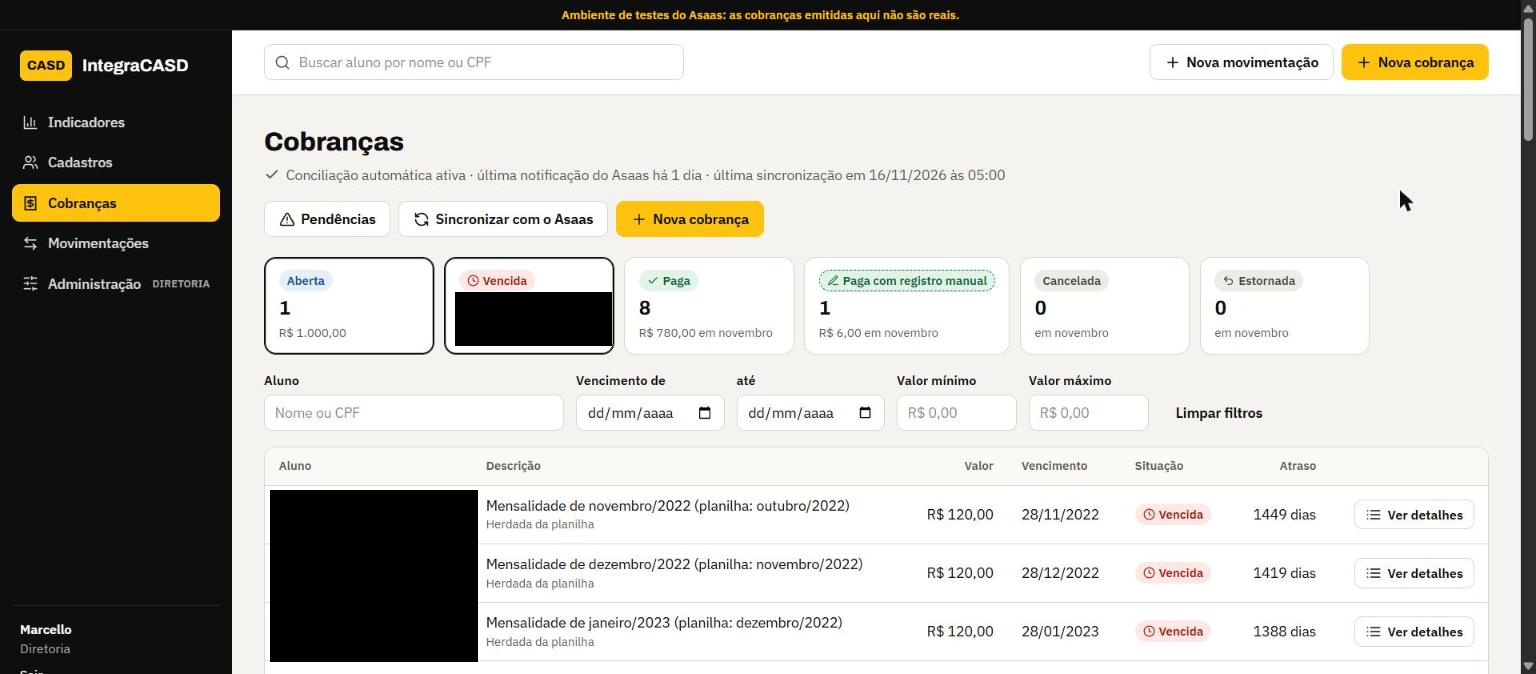 Ambiente de testes do Asaas: as cobranças emitidas aqui não são reais.
CASD IntegraCASD
Buscar aluno por nome ou CPF
+ Nova movimentação
+ Nova cobrança
Indicadores
Cadastros
Cobranças
Movimentações
Administração DIRETORIA
Marcello
Diretoria
Cobranças
Conciliação automática ativa · última notificação do Asaas há 1 dia · última sincronização em 16/11/2026 às 05:00
Pendências
Sincronizar com o Asaas
+ Nova cobrança
Aberta
1
R$ 1.000,00
Vencida
Paga
8
R$ 780,00 em novembro
Paga com registro manual
1
R$ 6,00 em novembro
Cancelada
0
em novembro
Estornada
0
em novembro
Aluno
Nome ou CPF
Vencimento de
dd/mm/aaaa
até
dd/mm/aaaa
Valor mínimo
R$ 0,00
Valor máximo
R$ 0,00
Limpar filtros
Aluno Descrição Valor Vencimento Situação Atraso
Mensalidade de novembro/2022 (planilha: outubro/2022) R$ 120,00 28/11/2022 Vencida 1449 dias Ver detalhes
Herdada da planilha
Mensalidade de dezembro/2022 (planilha: novembro/2022) R$ 120,00 28/12/2022 Vencida 1419 dias Ver detalhes
Herdada da planilha
Mensalidade de janeiro/2023 (planilha: dezembro/2022) R$ 120,00 28/01/2023 Vencida 1388 dias Ver detalhes
Herdada da planilha